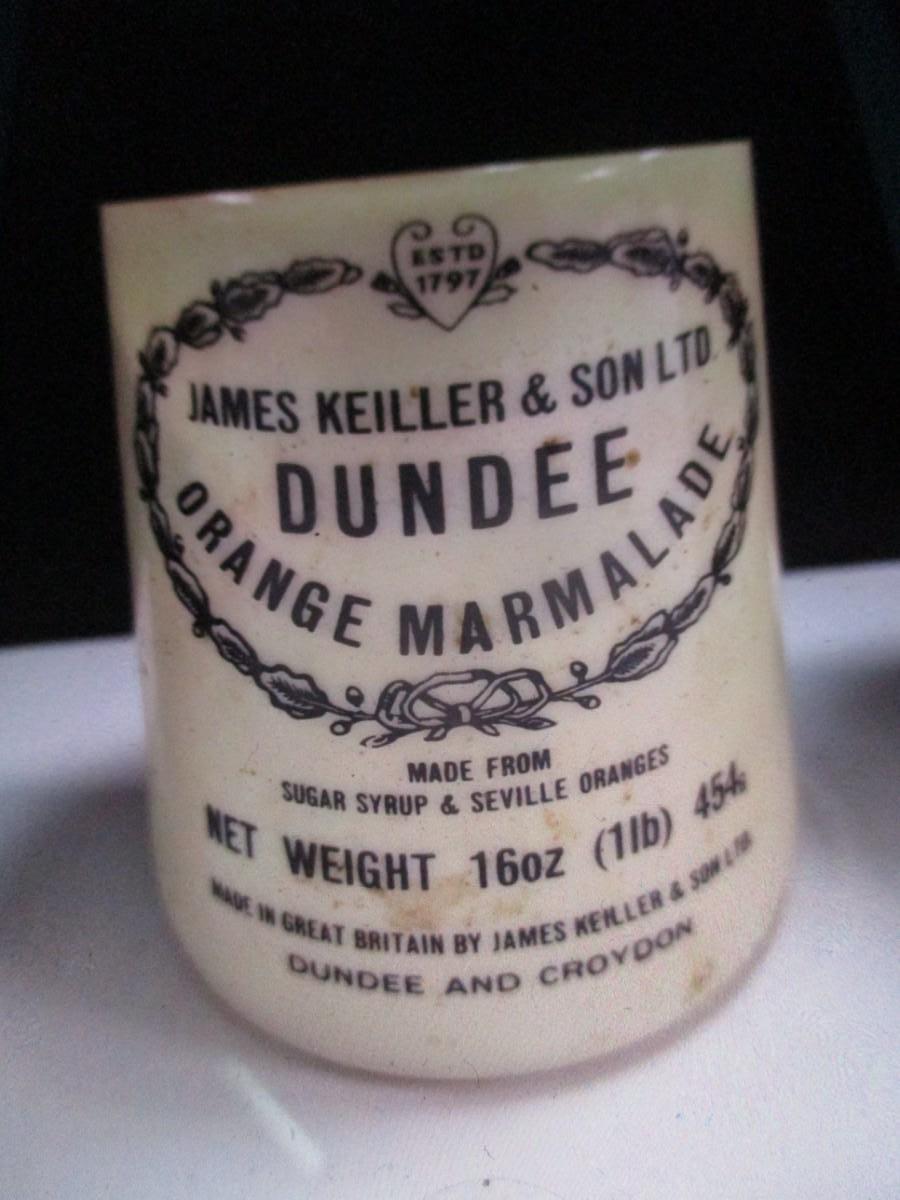 ESTD
1797
JAMES KEILLER & SON LTD.
DUNDEE
ORANGE MARMALADE
MADE FROM
SUGAR SYRUP & SEVILLE ORANGES
NET WEIGHT 16oz (1lb) 454g
MADE IN GREAT BRITAIN BY JAMES KEILLER & SON LTD.
DUNDEE AND CROYDON